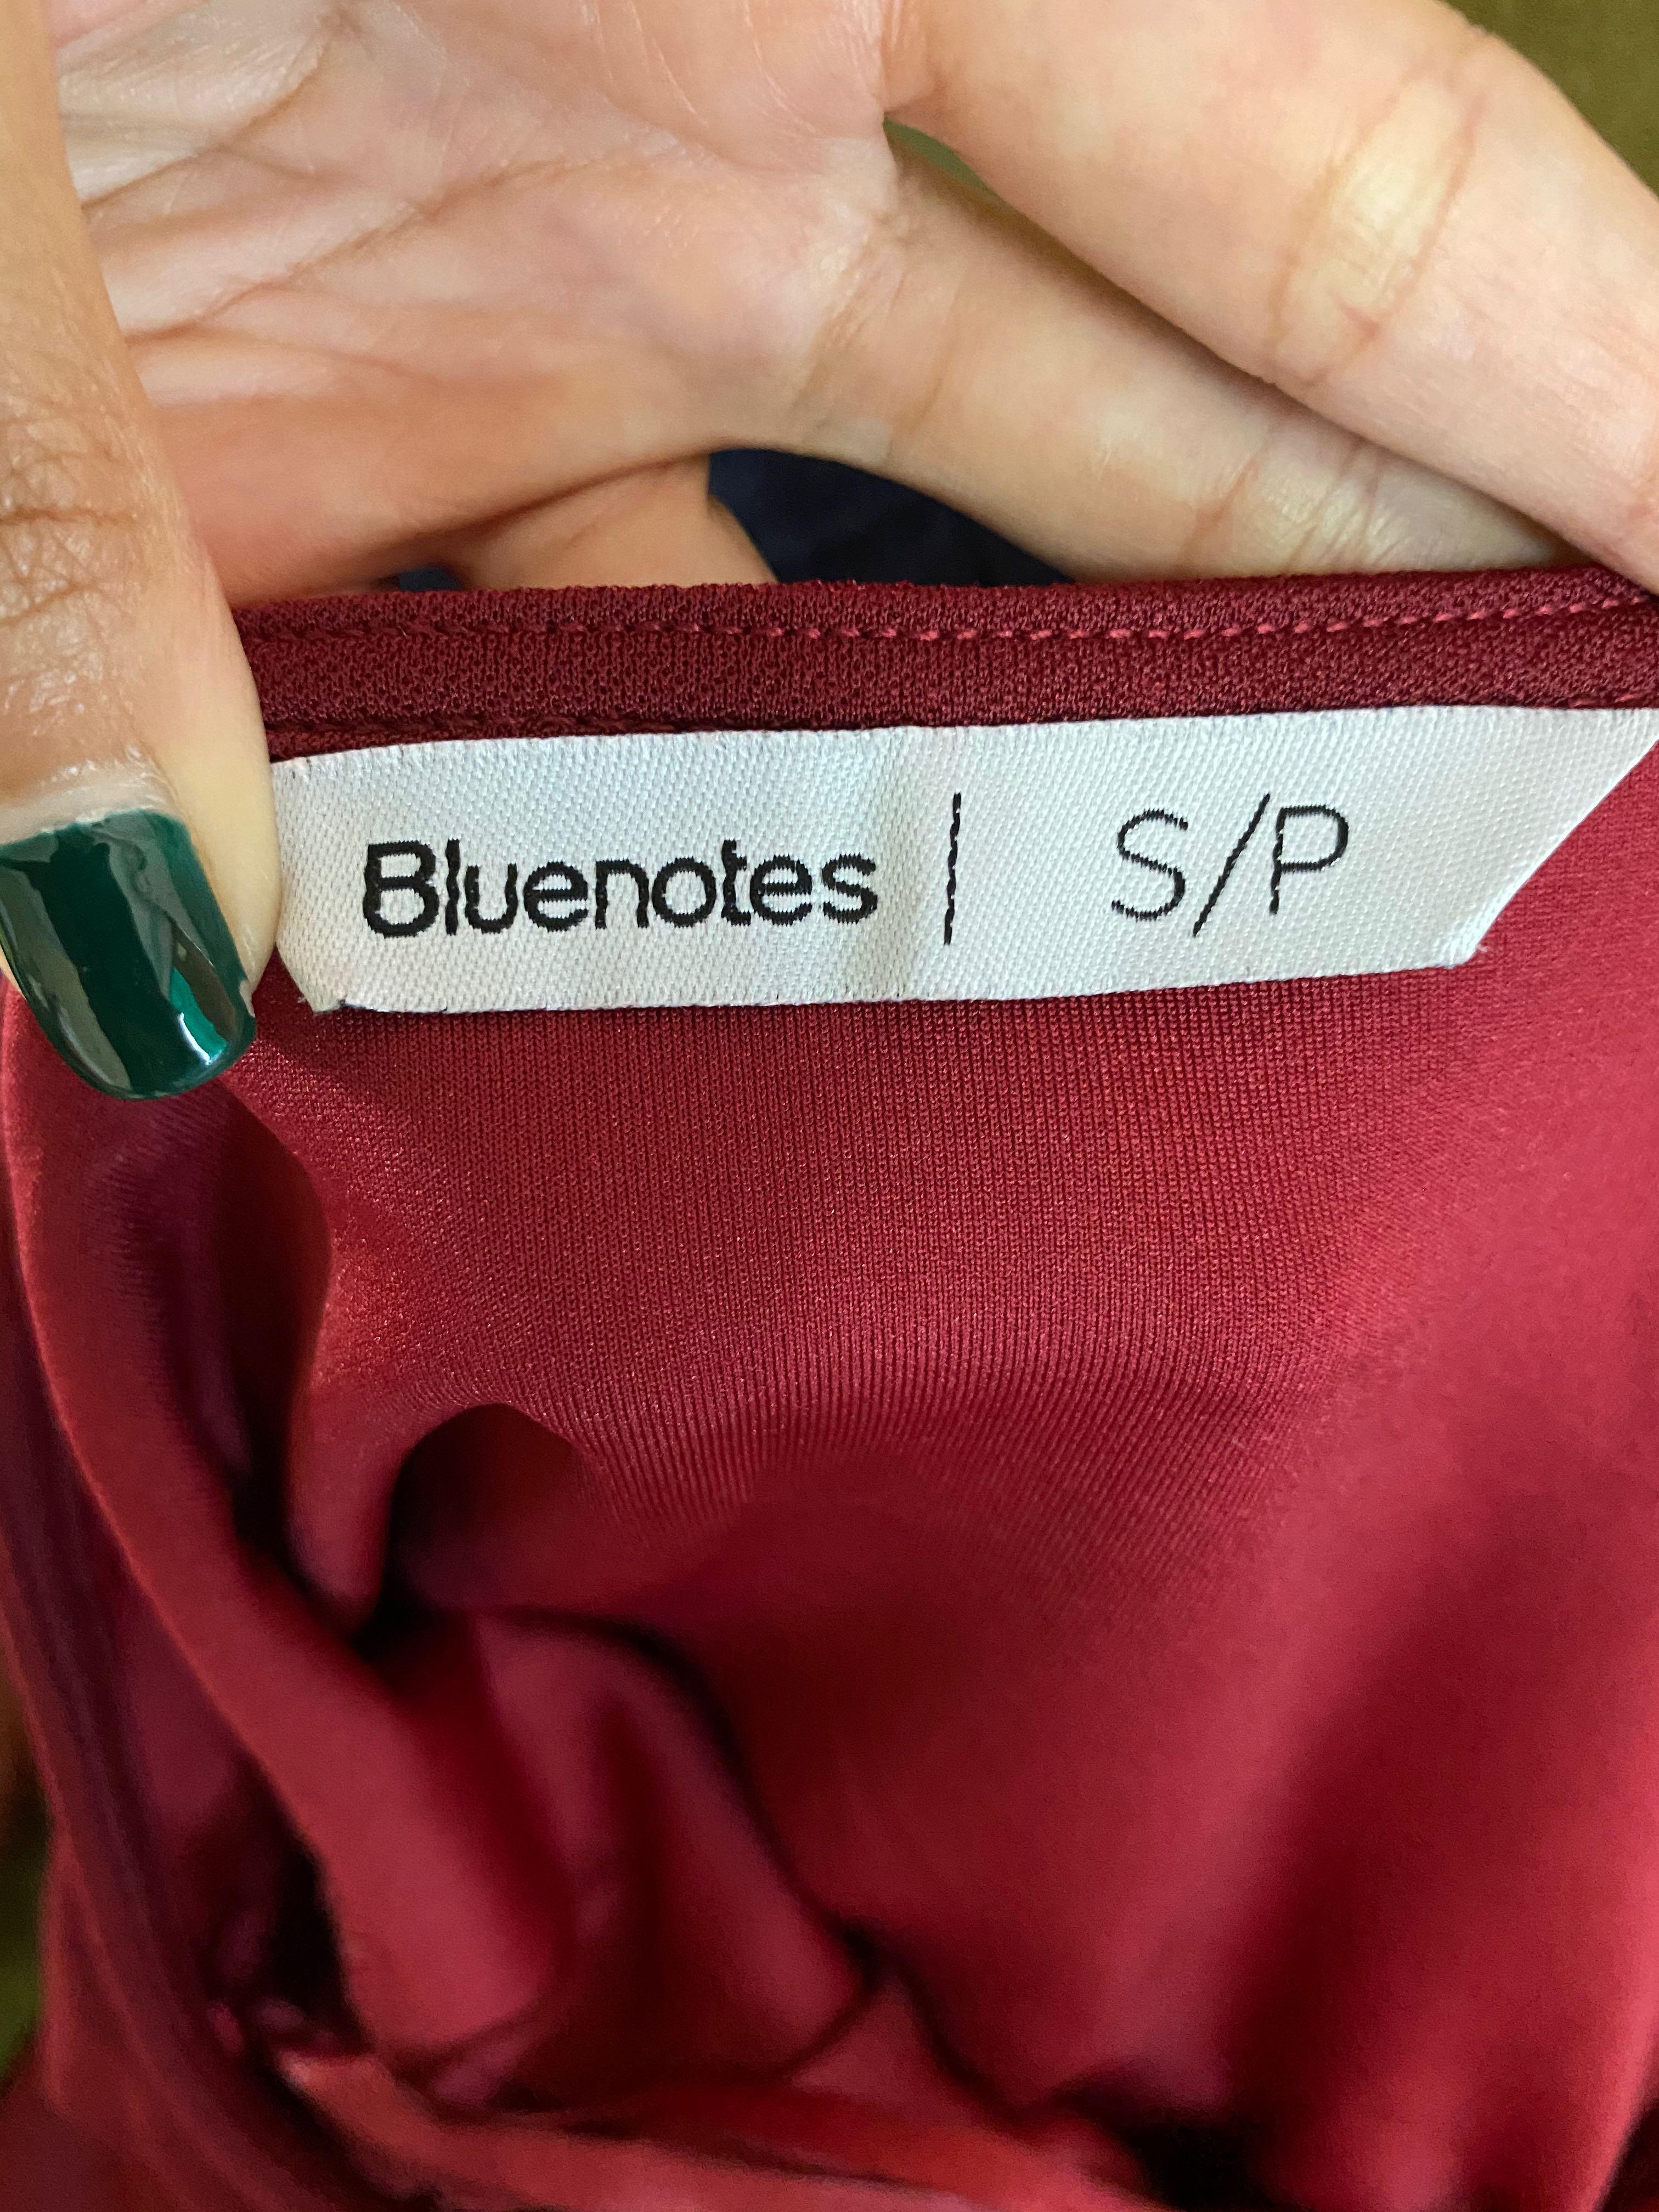 Bluenotes | S/P